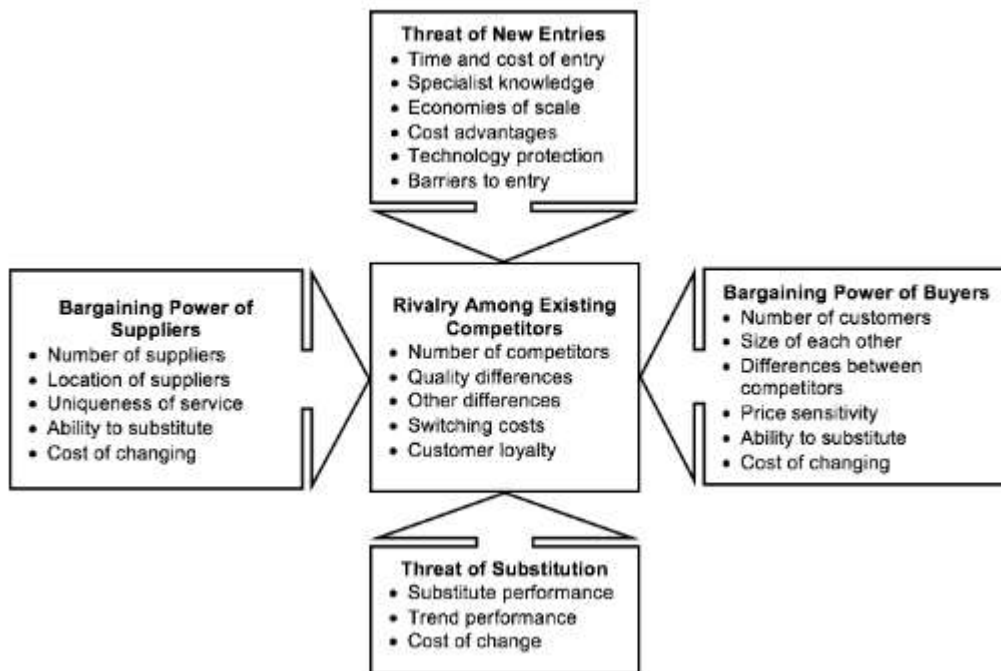 Threat of New Entries
• Time and cost of entry
• Specialist knowledge
• Economies of scale
• Cost advantages
• Technology protection
• Barriers to entry
Bargaining Power of
Suppliers
• Number of suppliers
• Location of suppliers
• Uniqueness of service
• Ability to substitute
• Cost of changing
Rivalry Among Existing
Competitors
• Number of competitors
• Quality differences
• Other differences
• Switching costs
• Customer loyalty
Bargaining Power of Buyers
• Number of customers
• Size of each other
• Differences between
competitors
• Price sensitivity
• Ability to substitute
• Cost of changing
Threat of Substitution
• Substitute performance
• Trend performance
• Cost of change